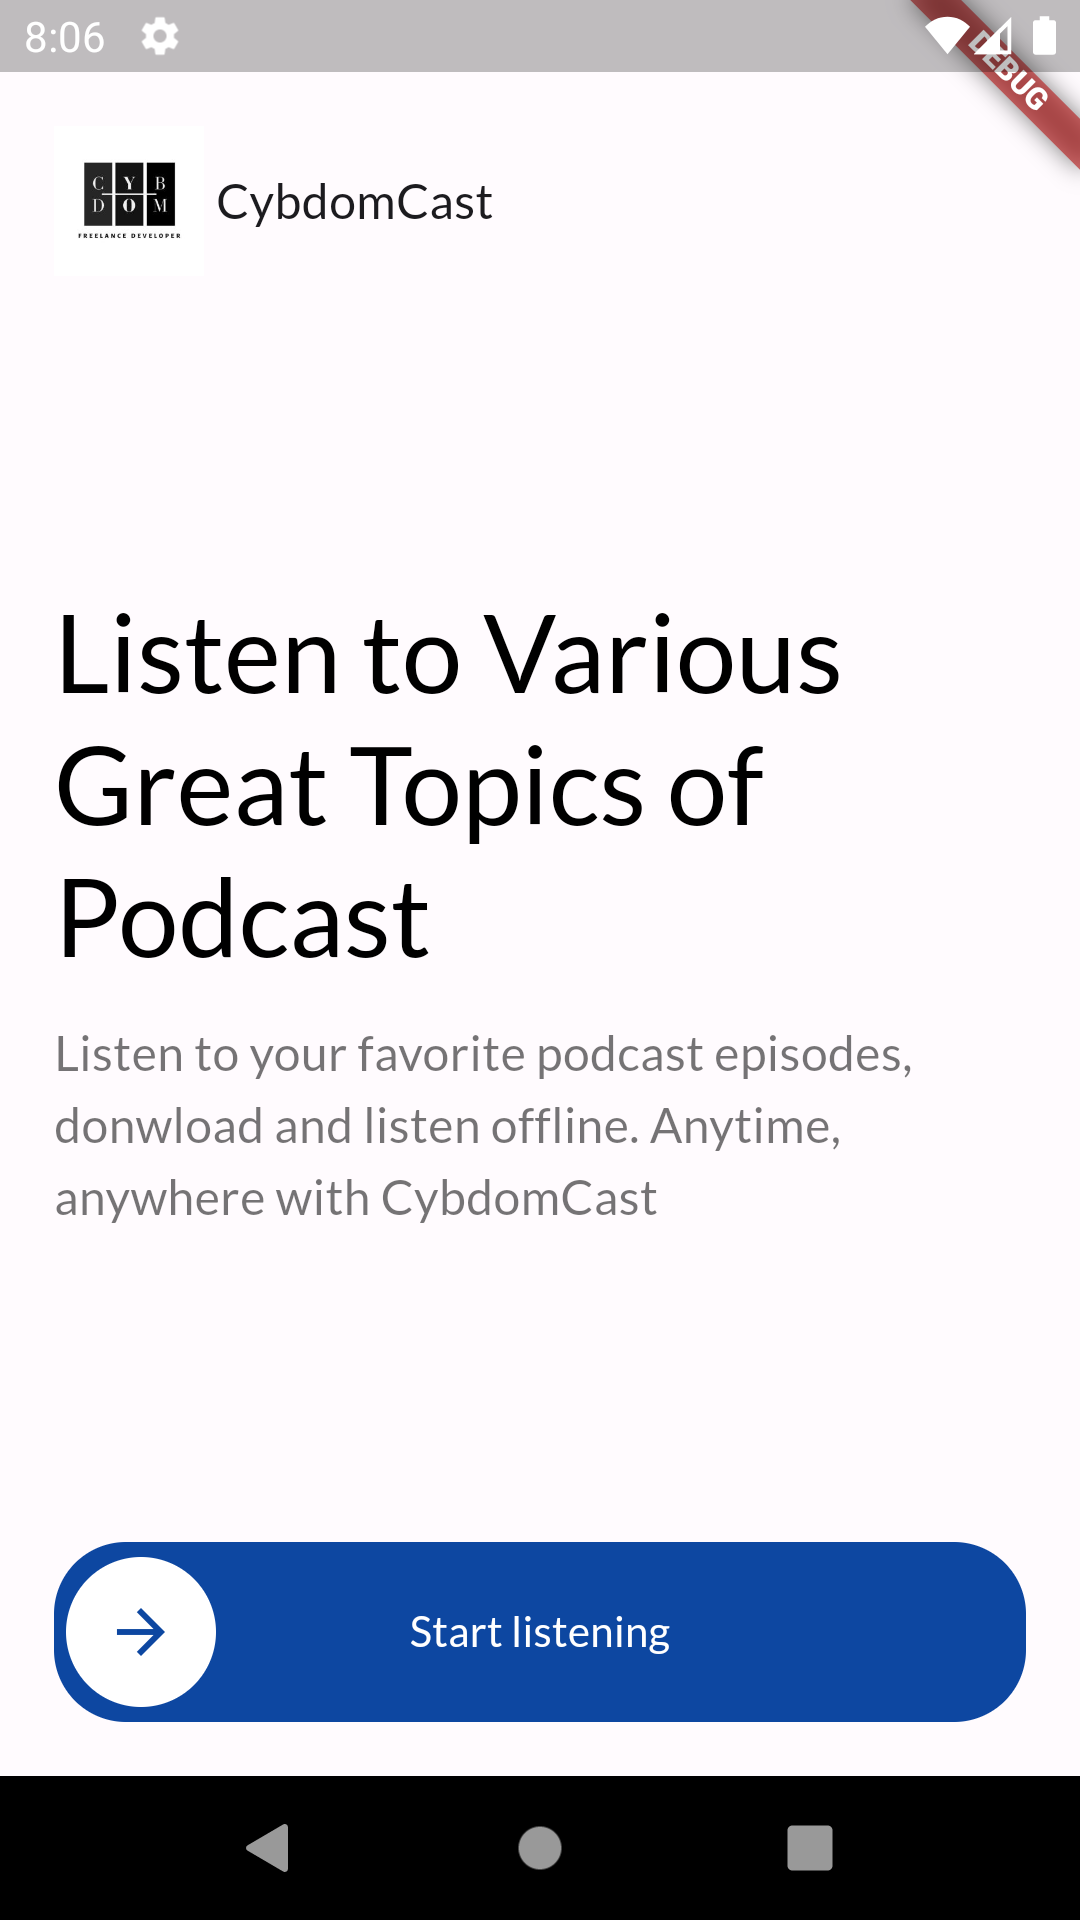 8:06
DEBUG
C Y B
D O M
FREELANCE DEVELOPER
CybdomCast
Listen to Various
Great Topics of
Podcast
Listen to your favorite podcast episodes,
donwload and listen offline. Anytime,
anywhere with CybdomCast
Start listening